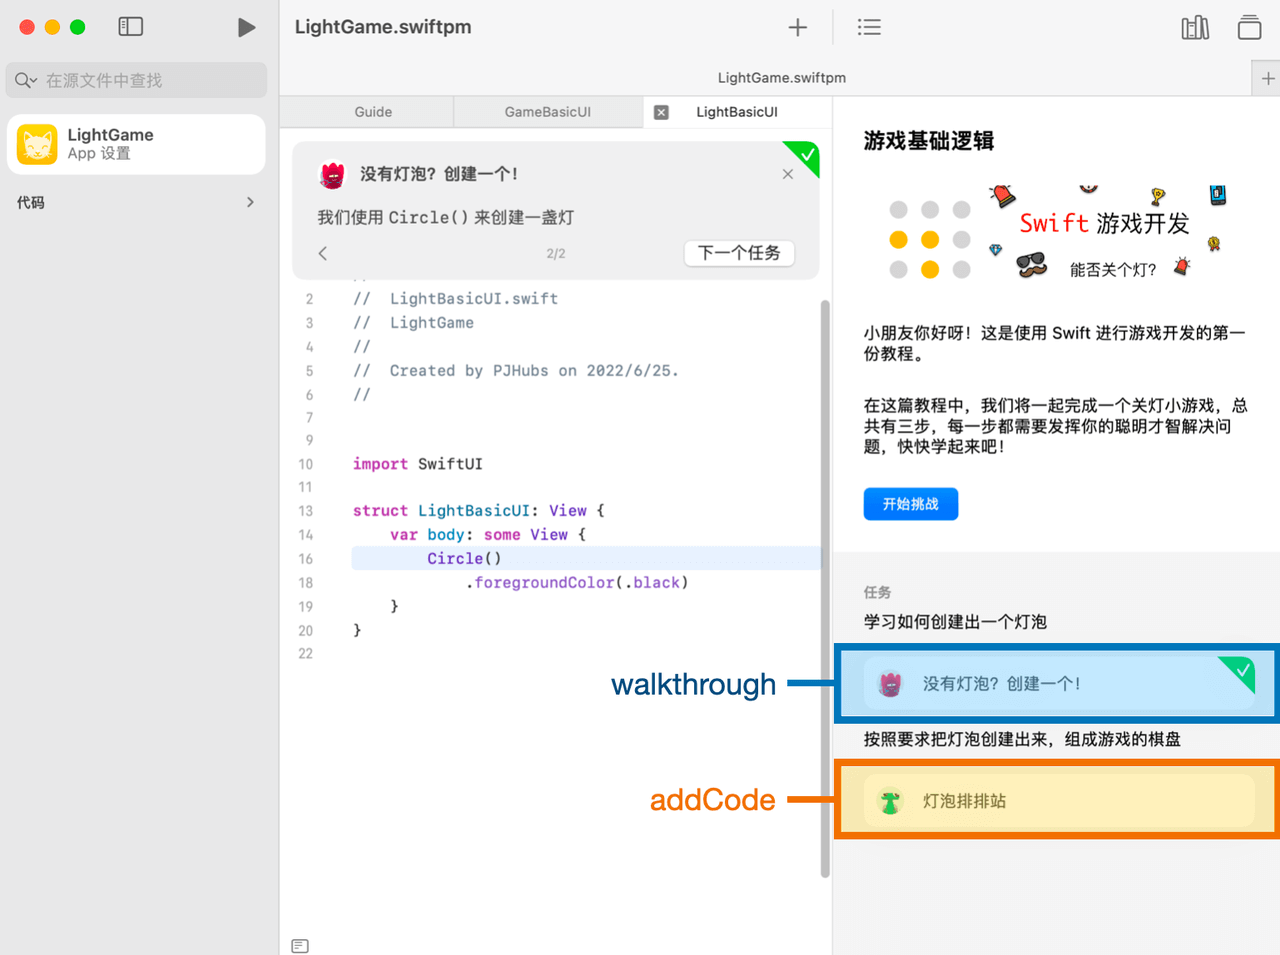 LightGame.swiftpm
在源文件中查找
LightGame
App 设置
代码
LightGame.swiftpm
Guide
GameBasicUI
LightBasicUI
没有灯泡？创建一个！
我们使用 Circle() 来创建一盏灯
2/2
下一个任务
2 //  LightBasicUI.swift
3 //  LightGame
4 //
5 //  Created by PJHubs on 2022/6/25.
6 //
7
9
10 import SwiftUI
11
13 struct LightBasicUI: View {
14     var body: some View {
16         Circle()
18             .foregroundColor(.black)
19     }
20 }
22
游戏基础逻辑
Swift 游戏开发
能否关个灯?
小朋友你好呀！这是使用 Swift 进行游戏开发的第一
份教程。
在这篇教程中，我们将一起完成一个关灯小游戏，总
共有三步，每一步都需要发挥你的聪明才智解决问
题，快快学起来吧！
开始挑战
任务
学习如何创建出一个灯泡
walkthrough
没有灯泡？创建一个！
按照要求把灯泡创建出来，组成游戏的棋盘
addCode
灯泡排排站